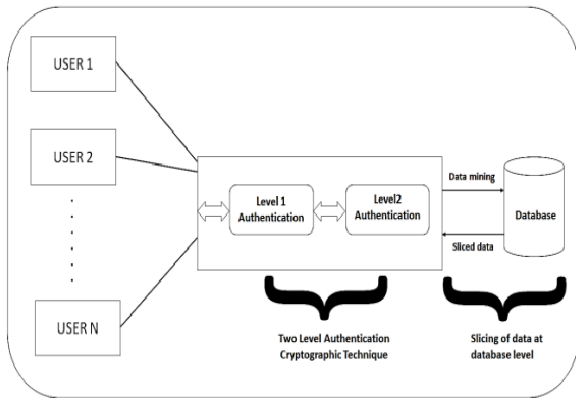 USER 1
USER 2
USER N
Level 1
Authentication
Level2
Authentication
Data mining
Sliced data
Database
Two Level Authentication
Cryptographic Technique
Slicing of data at
database level